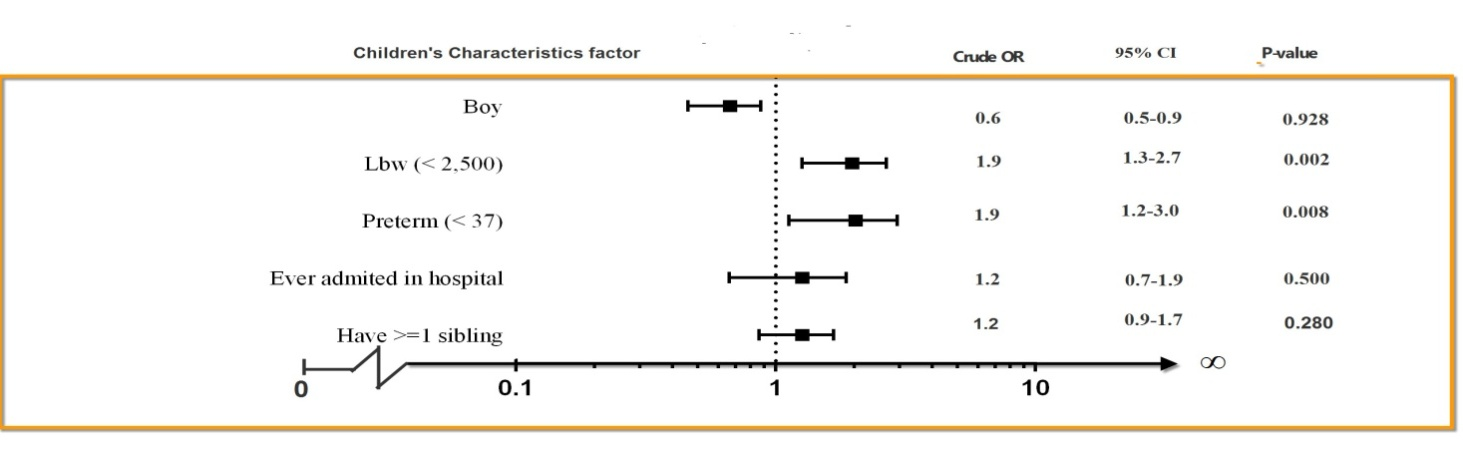 Children's Characteristics factor Crude OR 95% CI P-value
Boy 0.6 0.5-0.9 0.928
Lbw (< 2,500) 1.9 1.3-2.7 0.002
Preterm (< 37) 1.9 1.2-3.0 0.008
Ever admited in hospital 1.2 0.7-1.9 0.500
Have >=1 sibling 1.2 0.9-1.7 0.280
0 0.1 1 10 ∞